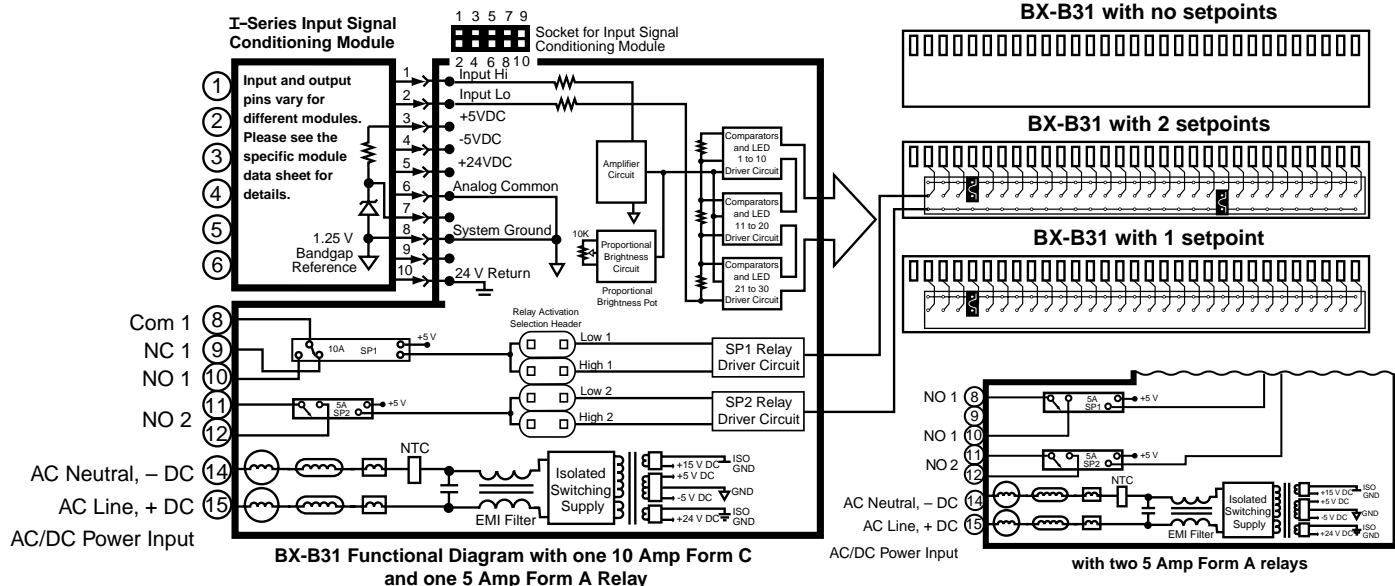 I-Series Input Signal
Conditioning Module
1 3 5 7 9
Socket for Input Signal
Conditioning Module
2 4 6 8 10
1
2
3
4
5
6
Input and output
pins vary for
different modules.
Please see the
specific module
data sheet for
details.
1.25 V
Bandgap
Reference
1
Input Hi
2
Input Lo
3
+5VDC
4
-5VDC
5
+24VDC
6
Analog Common
7
8
System Ground
9
10
24 V Return
Amplifier
Circuit
10K
Proportional
Brightness
Circuit
Proportional
Brightness Pot
Comparators
and LED
1 to 10
Driver Circuit
Comparators
and LED
11 to 20
Driver Circuit
Comparators
and LED
21 to 30
Driver Circuit
Com 1 8
NC 1 9
NO 1 10
11
NO 2
12
10A SP1
+5 V
5A
SP2
+5 V
Relay Activation
Selection Header
Low 1
High 1
Low 2
High 2
SP1 Relay
Driver Circuit
SP2 Relay
Driver Circuit
AC Neutral, – DC 14
AC Line, + DC 15
AC/DC Power Input
NTC
EMI Filter
Isolated
Switching
Supply
+15 V DC
ISO
GND
+5 V DC
-5 V DC
GND
+24 V DC
ISO
GND
BX-B31 Functional Diagram with one 10 Amp Form C
and one 5 Amp Form A Relay
BX-B31 with no setpoints
BX-B31 with 2 setpoints
BX-B31 with 1 setpoint
NO 1 8
9
NO 1 10
11
NO 2
12
5A
SP1
+5 V
5A
SP2
+5 V
AC Neutral, – DC 14
AC Line, + DC 15
AC/DC Power Input
NTC
EMI Filter
Isolated
Switching
Supply
+15 V DC
ISO
GND
+5 V DC
-5 V DC
GND
+24 V DC
ISO
GND
with two 5 Amp Form A relays